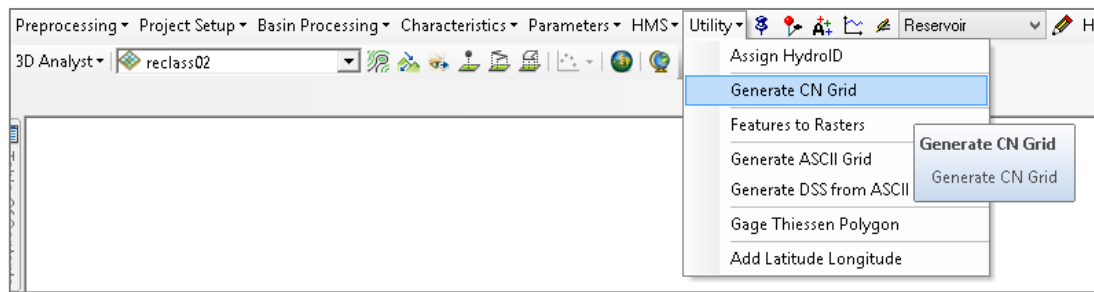 Preprocessing Project Setup Basin Processing Characteristics Parameters HMS Utility Reservoir H
3D Analyst reclass02
Assign HydroID
Generate CN Grid
Features to Rasters
Generate CN Grid
Generate ASCII Grid
Generate CN Grid
Generate DSS from ASCII
Gage Thiessen Polygon
Add Latitude Longitude